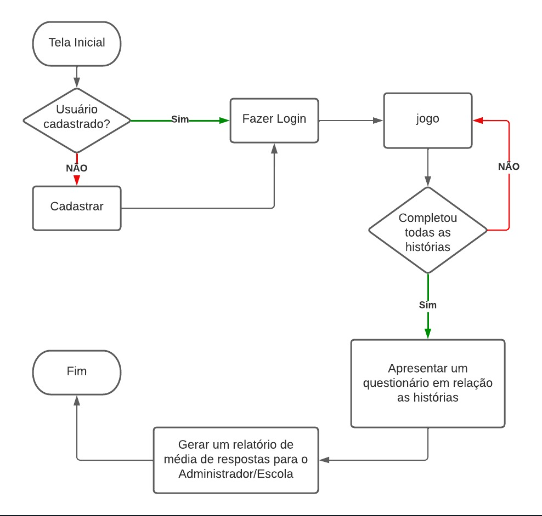 Tela Inicial
Usuário
cadastrado?
Sim
Fazer Login
jogo
NÃO
NÃO
Cadastrar
Completou
todas as
histórias
Sim
Apresentar um
questionário em relação
as histórias
Fim
Gerar um relatório de
média de respostas para o
Administrador/Escola